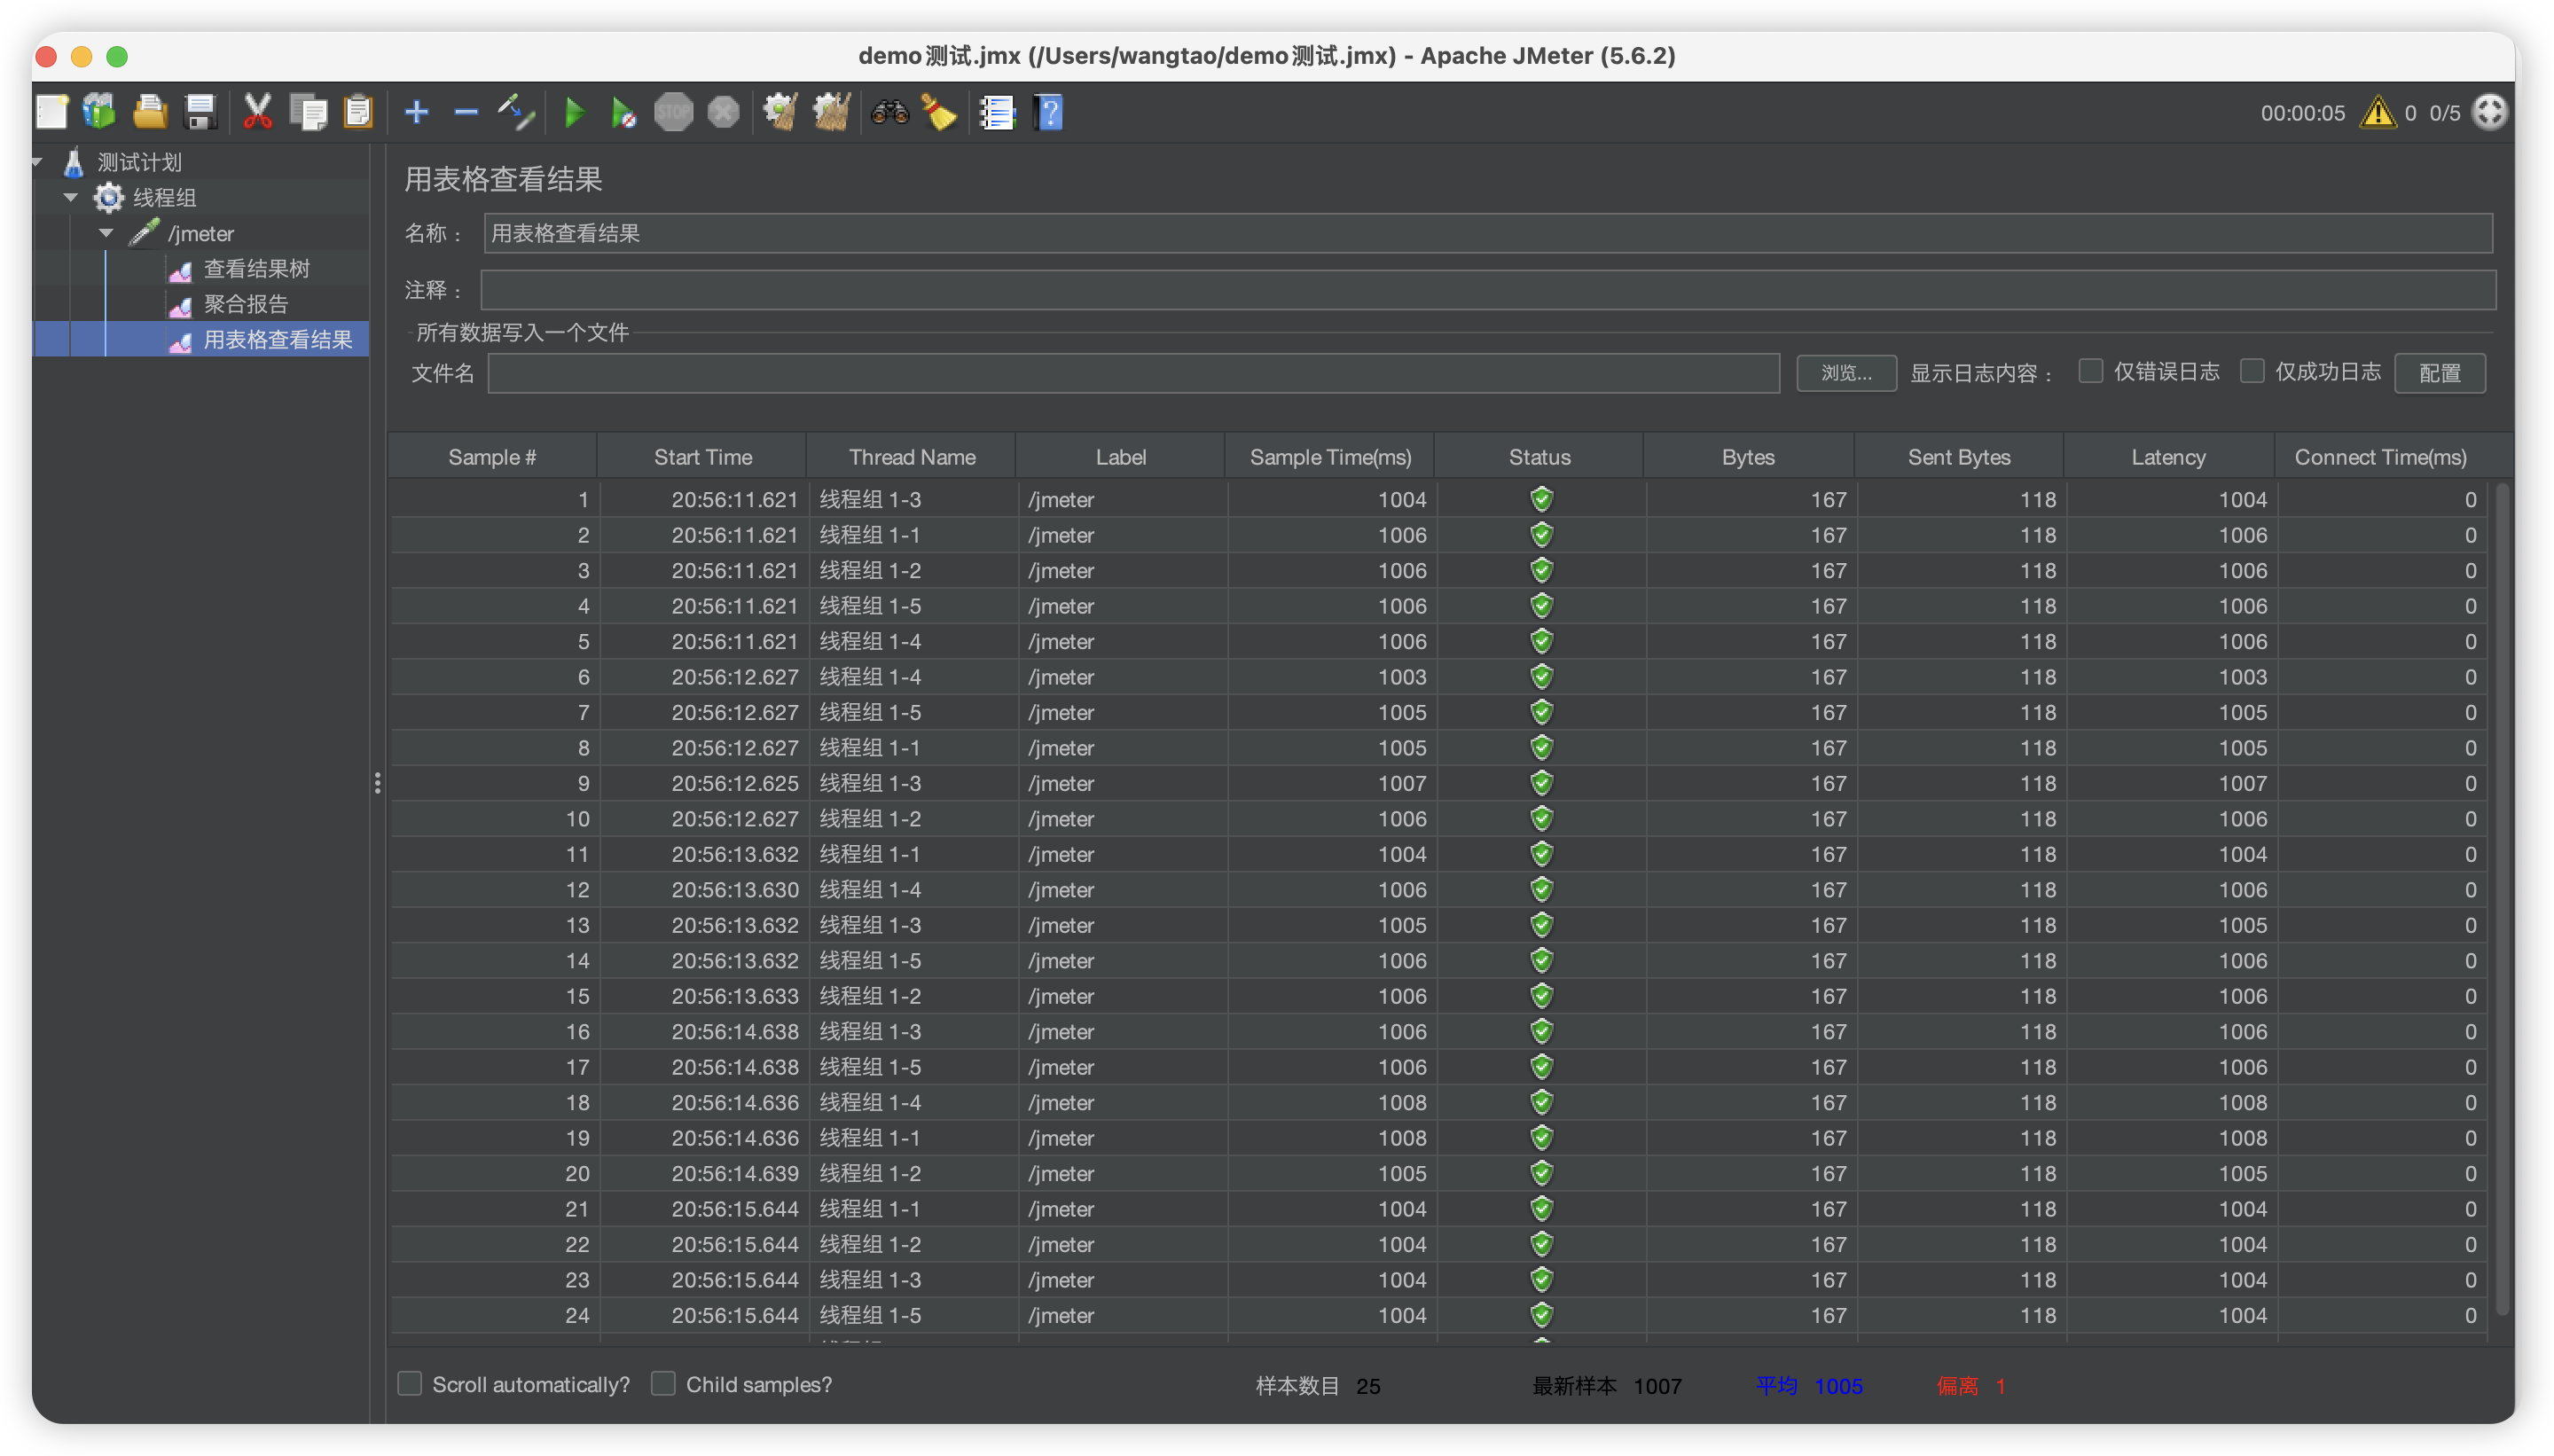 demo测试.jmx (/Users/wangtao/demo测试.jmx) - Apache JMeter (5.6.2)
STOP
00:00:05 0 0/5
测试计划
线程组
/jmeter
查看结果树
聚合报告
用表格查看结果
用表格查看结果
名称： 用表格查看结果
注释：
所有数据写入一个文件
文件名 浏览... 显示日志内容： 仅错误日志 仅成功日志 配置
Sample # Start Time Thread Name Label Sample Time(ms) Status Bytes Sent Bytes Latency Connect Time(ms)
1 20:56:11.621 线程组 1-3 /jmeter 1004 167 118 1004 0
2 20:56:11.621 线程组 1-1 /jmeter 1006 167 118 1006 0
3 20:56:11.621 线程组 1-2 /jmeter 1006 167 118 1006 0
4 20:56:11.621 线程组 1-5 /jmeter 1006 167 118 1006 0
5 20:56:11.621 线程组 1-4 /jmeter 1006 167 118 1006 0
6 20:56:12.627 线程组 1-4 /jmeter 1003 167 118 1003 0
7 20:56:12.627 线程组 1-5 /jmeter 1005 167 118 1005 0
8 20:56:12.627 线程组 1-1 /jmeter 1005 167 118 1005 0
9 20:56:12.625 线程组 1-3 /jmeter 1007 167 118 1007 0
10 20:56:12.627 线程组 1-2 /jmeter 1006 167 118 1006 0
11 20:56:13.632 线程组 1-1 /jmeter 1004 167 118 1004 0
12 20:56:13.630 线程组 1-4 /jmeter 1006 167 118 1006 0
13 20:56:13.632 线程组 1-3 /jmeter 1005 167 118 1005 0
14 20:56:13.632 线程组 1-5 /jmeter 1006 167 118 1006 0
15 20:56:13.633 线程组 1-2 /jmeter 1006 167 118 1006 0
16 20:56:14.638 线程组 1-3 /jmeter 1006 167 118 1006 0
17 20:56:14.638 线程组 1-5 /jmeter 1006 167 118 1006 0
18 20:56:14.636 线程组 1-4 /jmeter 1008 167 118 1008 0
19 20:56:14.636 线程组 1-1 /jmeter 1008 167 118 1008 0
20 20:56:14.639 线程组 1-2 /jmeter 1005 167 118 1005 0
21 20:56:15.644 线程组 1-1 /jmeter 1004 167 118 1004 0
22 20:56:15.644 线程组 1-2 /jmeter 1004 167 118 1004 0
23 20:56:15.644 线程组 1-3 /jmeter 1004 167 118 1004 0
24 20:56:15.644 线程组 1-5 /jmeter 1004 167 118 1004 0
Scroll automatically? Child samples? 样本数目 25 最新样本 1007 平均 1005 偏离 1